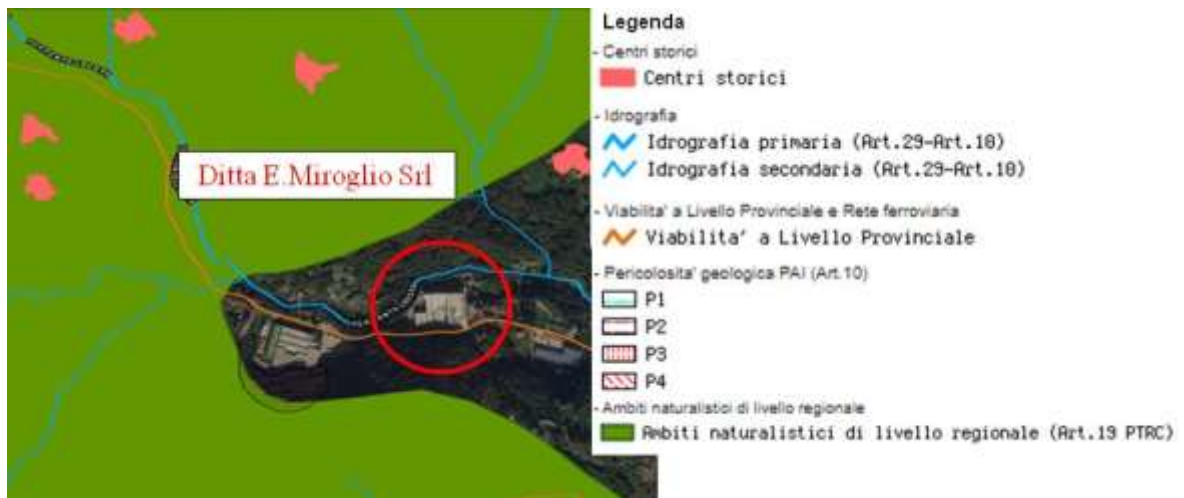 Ditta E.Miroglio Srl
Legenda
- Centri storici
Centri storici
- Idrografia
Idrografia primaria (Art.29-Art.10)
Idrografia secondaria (Art.29-Art.10)
- Viabilita' a Livello Provinciale e Rete ferroviaria
Viabilita' a Livello Provinciale
- Pericolosita' geologica PAI (Art.10)
P1
P2
P3
P4
- Ambiti naturalistici di livello regionale
Ambiti naturalistici di livello regionale (Art.19 PTRC)